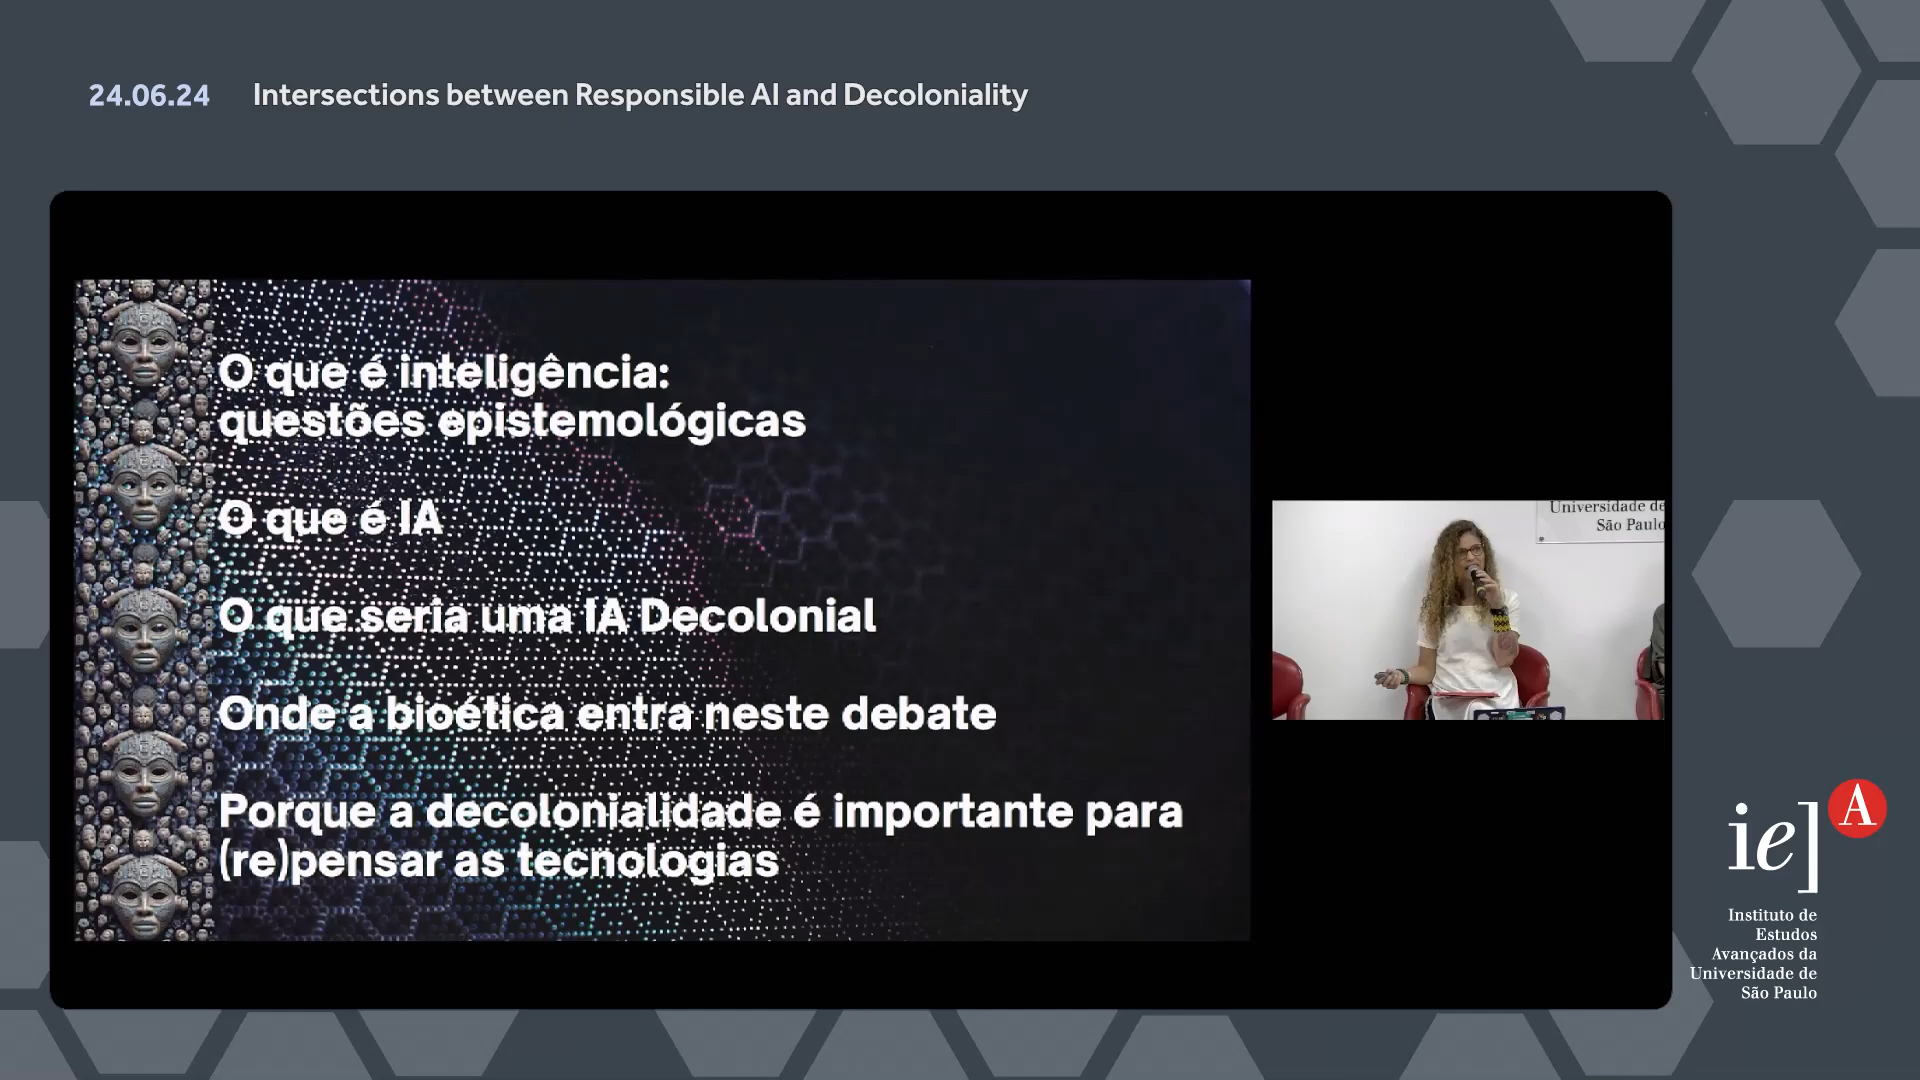 24.06.24 Intersections between Responsible AI and Decoloniality
O que é inteligência:
questões epistemológicas
O que é IA
O que seria uma IA Decolonial
Onde a bioética entra neste debate
Porque a decolonialidade é importante para
(re)pensar as tecnologias
Universidade de
São Paulo
ie]A
Instituto de
Estudos
Avançados da
Universidade de
São Paulo